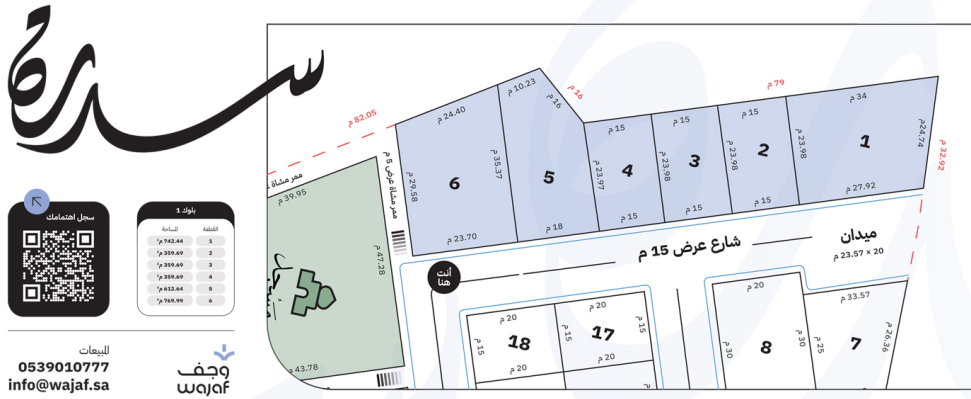 سدرة
سجل اهتمامك
بلوك 1
القطعة المساحة
1 742.44 م²
2 359.69 م²
3 359.69 م²
4 359.69 م²
5 612.64 م²
6 769.99 م²
المبيعات
0539010777
info@wajaf.sa
وجف
wajaf
82.05 م
24.40 م
10.23 م
16 م
16 م
79 م
34 م
15 م
15 م
15 م
24.74 م
32.92 م
1
2
3
4
5
6
23.98 م
23.98 م
23.98 م
23.97 م
35.37 م
29.58 م
27.92 م
15 م
15 م
15 م
18 م
23.70 م
ممر مشاة عرض 5 م
ممر مشاة
39.95 م
47.28 م
43.78 م
أنت هنا
شارع عرض 15 م
ميدان
20 × 23.57 م
20 م
20 م
15 م
18
15 م
17
15 م
20 م
20 م
20 م
33.57 م
30 م
8
30 م
25 م
7
26.36 م